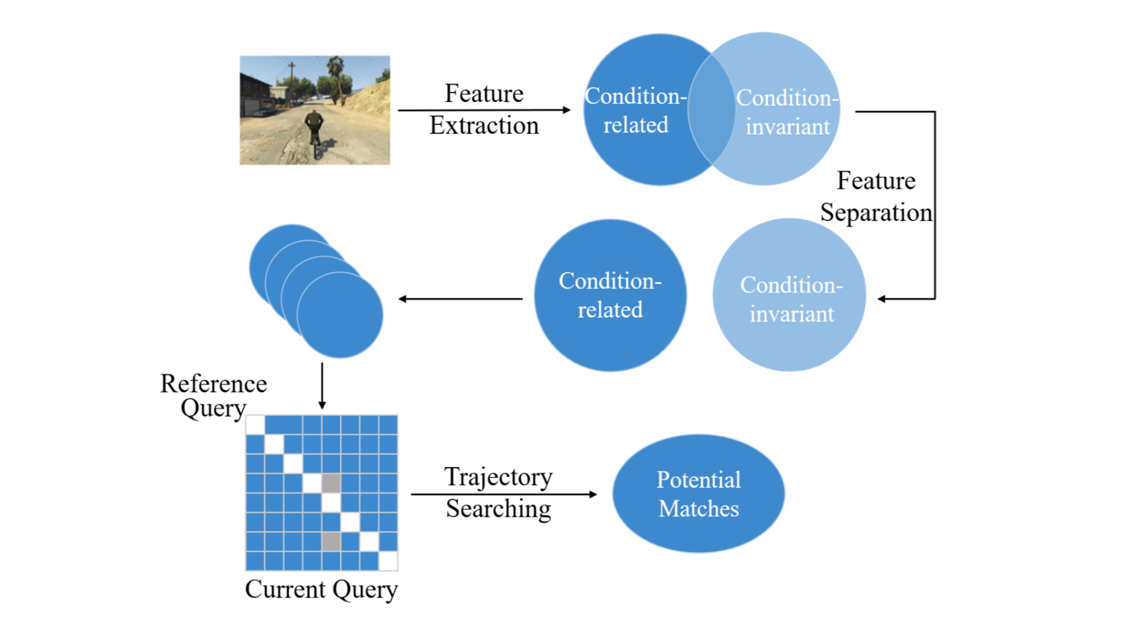 Feature
Extraction
Condition-
related
Condition-
invariant
Feature
Separation
Condition-
related
Condition-
invariant
Reference
Query
Current Query
Trajectory
Searching
Potential
Matches